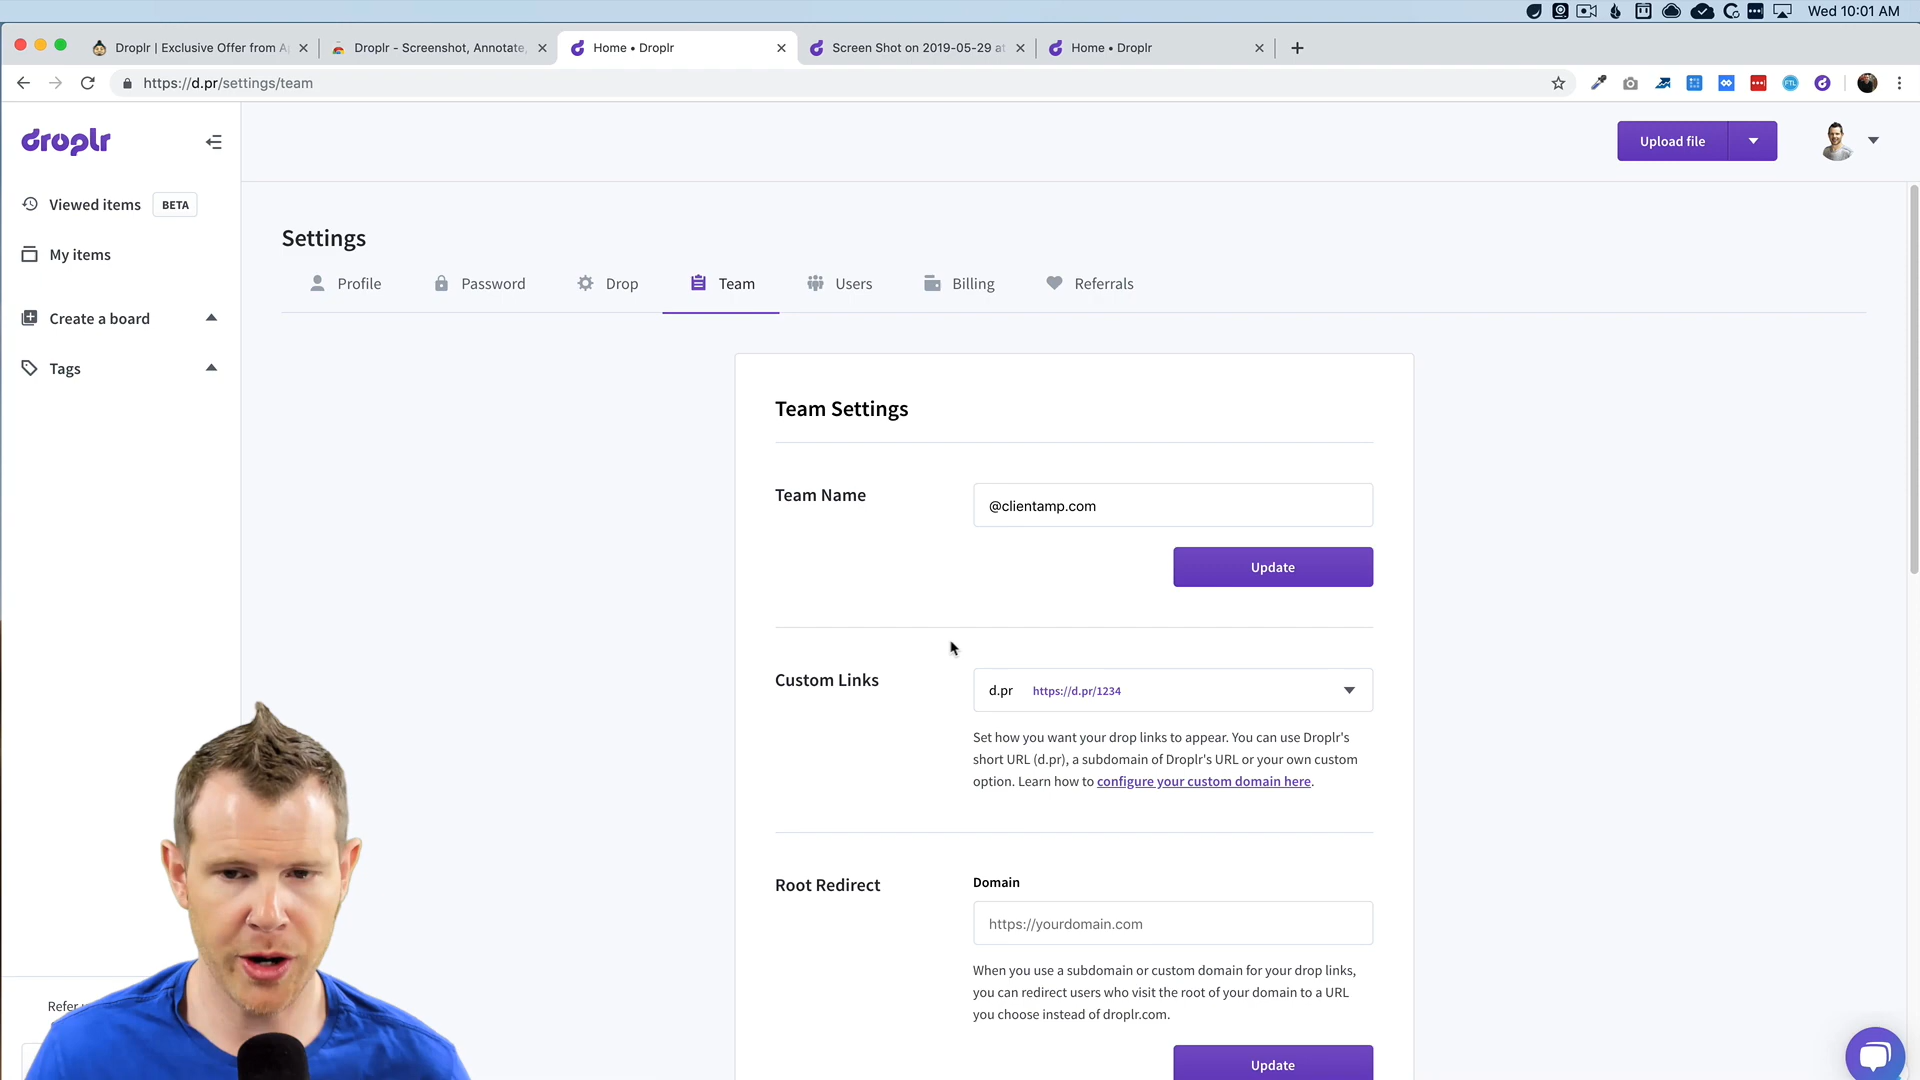 Wed 10:01 AM
Droplr | Exclusive Offer from A
Droplr - Screenshot, Annotate,
Home • Droplr
Screen Shot on 2019-05-29 at
Home • Droplr
https://d.pr/settings/team
FTL
droplr
Upload file
Viewed items BETA
My items
Create a board
Tags
Settings
Profile
Password
Drop
Team
Users
Billing
Referrals
Team Settings
Team Name
@clientamp.com
Update
Custom Links
d.pr https://d.pr/1234
Set how you want your drop links to appear. You can use Droplr's
short URL (d.pr), a subdomain of Droplr's URL or your own custom
option. Learn how to configure your custom domain here.
Root Redirect
Domain
https://yourdomain.com
When you use a subdomain or custom domain for your drop links,
you can redirect users who visit the root of your domain to a URL
you choose instead of droplr.com.
Update
Refer